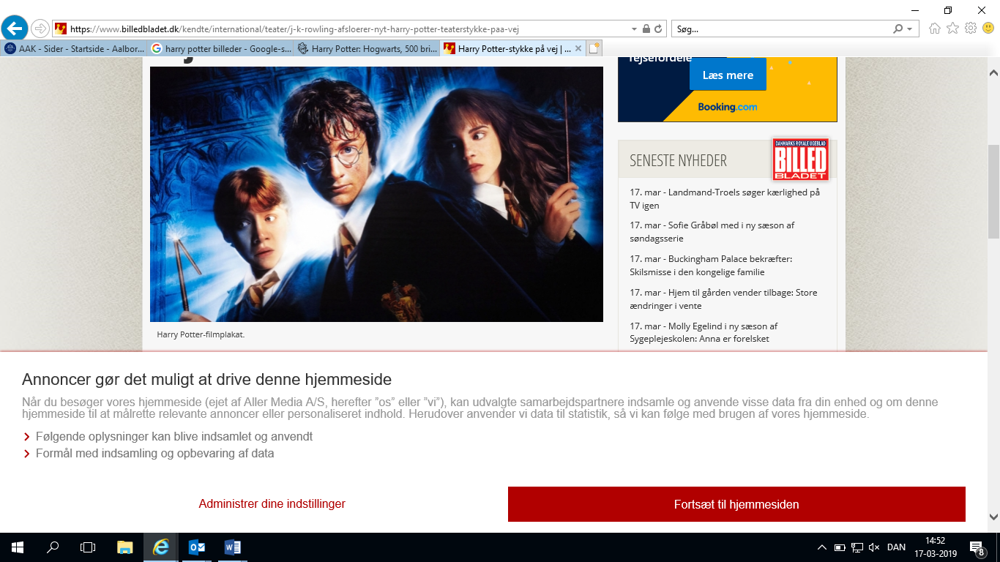 https://www.billedbladet.dk/kendte/international/teater/j-k-rowling-afsloerer-nyt-harry-potter-teaterstykke-paa-vej
Søg...
AAK - Sider - Startside - Aalbor...
harry potter billeder - Google-s...
Harry Potter: Hogwarts, 500 bri...
Harry Potter-stykke på vej | ...
rejsefordele
Læs mere
Booking.com
SENESTE NYHEDER
DANMARKS ROYALE UGEBLAD
BILLED
BLADET
17. mar - Landmand-Troels søger kærlighed på
TV igen
17. mar - Sofie Gråbøl med i ny sæson af
søndagsserie
17. mar - Buckingham Palace bekræfter:
Skilsmisse i den kongelige familie
17. mar - Hjem til gården vender tilbage: Store
ændringer i vente
17. mar - Molly Egelind i ny sæson af
Sygeplejeskolen: Anna er forelsket
Harry Potter-filmplakat.
Annoncer gør det muligt at drive denne hjemmeside
Når du besøger vores hjemmeside (ejet af Aller Media A/S, herefter ”os” eller ”vi”), kan udvalgte samarbejdspartnere indsamle og anvende visse data fra din enhed og om denne
hjemmeside til at målrette relevante annoncer eller personaliseret indhold. Herudover anvender vi data til statistik, så vi kan følge med brugen af vores hjemmeside.
Følgende oplysninger kan blive indsamlet og anvendt
Formål med indsamling og opbevaring af data
Administrer dine indstillinger
Fortsæt til hjemmesiden
DAN
14:52
17-03-2019
8